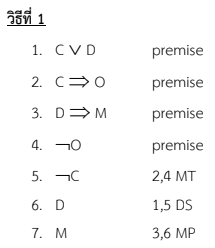 วิธีที่ 1
1. C ∨ D premise
2. C ⟹ O premise
3. D ⟹ M premise
4. ¬O premise
5. ¬C 2,4 MT
6. D 1,5 DS
7. M 3,6 MP